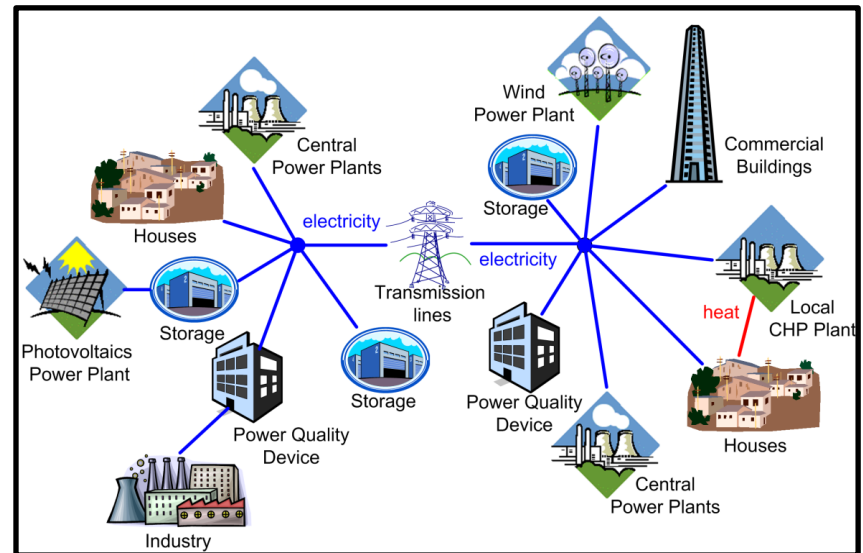 Central
Power Plants
Houses
electricity
Photovoltaics
Power Plant
Storage
Power Quality
Device
Industry
Storage
Transmission
lines
electricity
Wind
Power Plant
Storage
Commercial
Buildings
Local
CHP Plant
heat
Houses
Power Quality
Device
Central
Power Plants